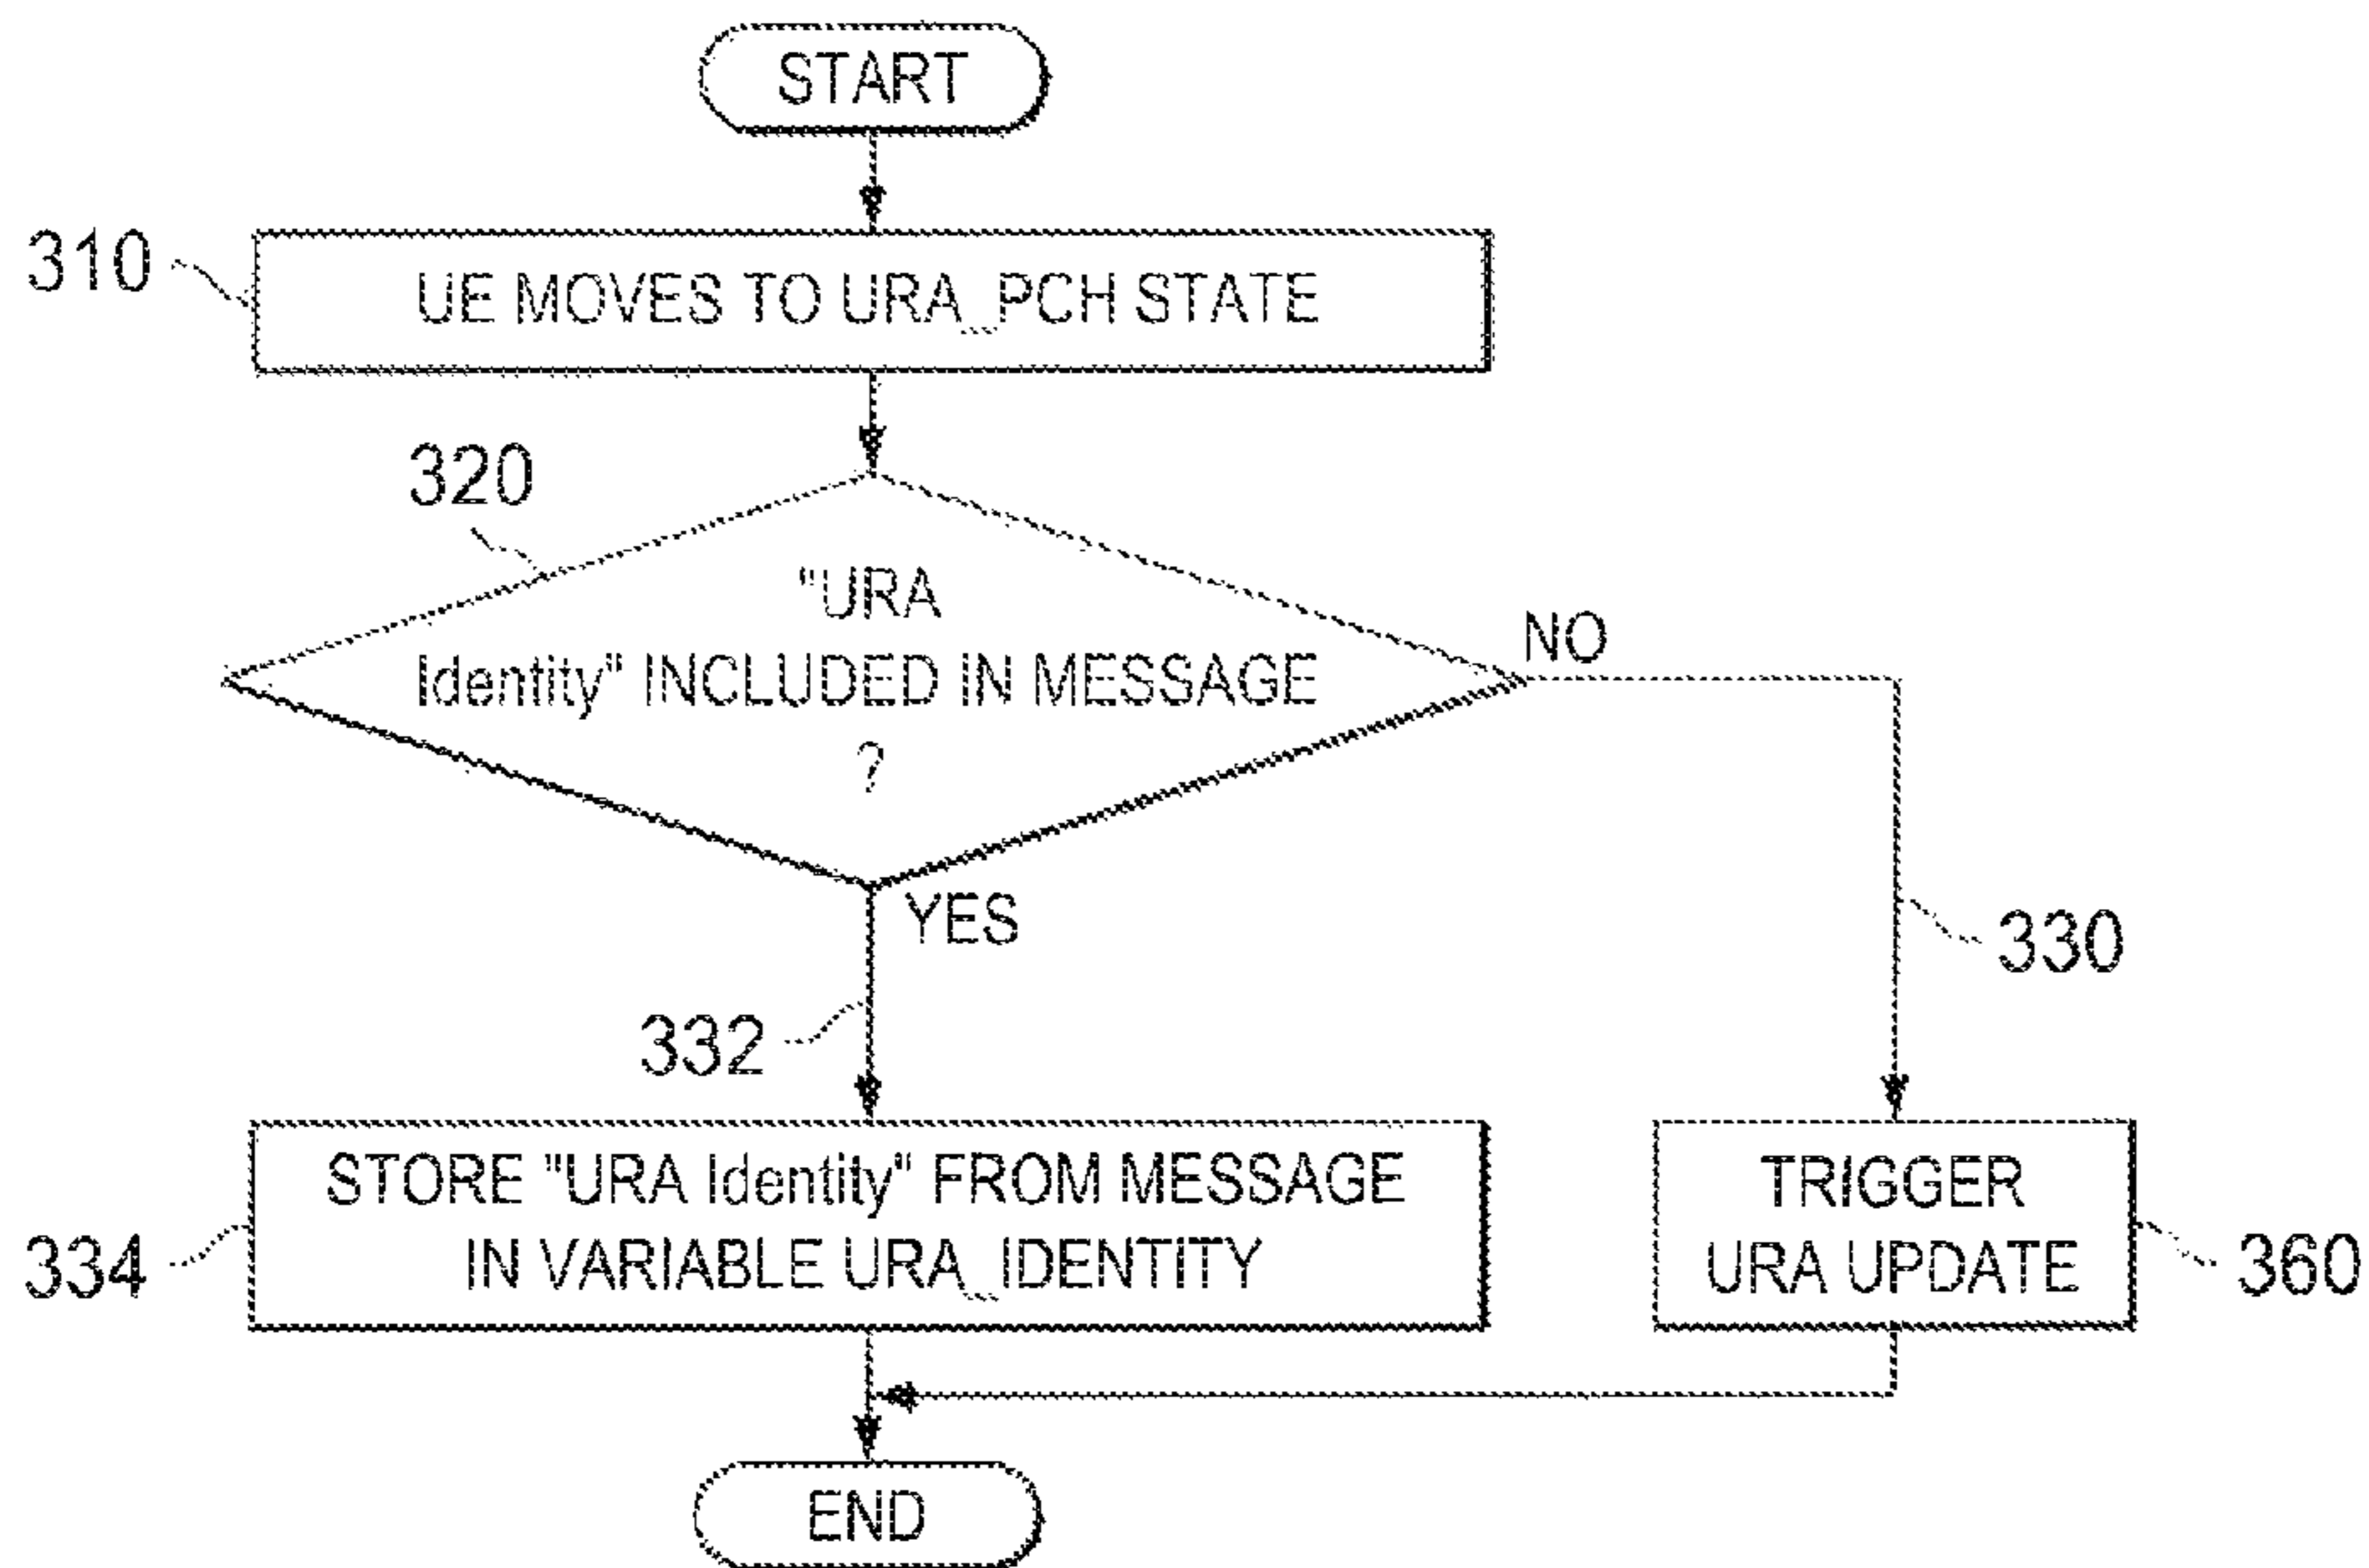 START
310
UE MOVES TO URA_PCH STATE
320
"URA
Identity" INCLUDED IN MESSAGE
?
NO
YES
330
332
STORE "URA Identity" FROM MESSAGE
IN VARIABLE URA_IDENTITY
334
TRIGGER
URA UPDATE
360
END